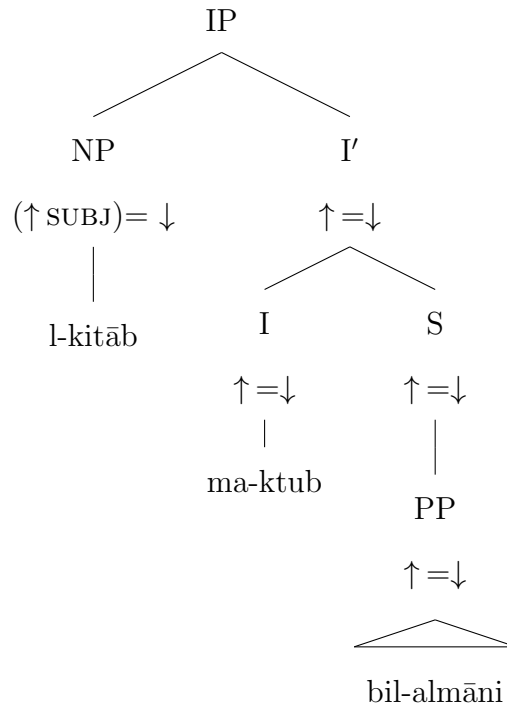 IP
NP I′
(↑ SUBJ)= ↓ ↑ =↓
l-kitāb
I S
↑ =↓ ↑ =↓
ma-ktub
PP
↑ =↓
bil-almāni